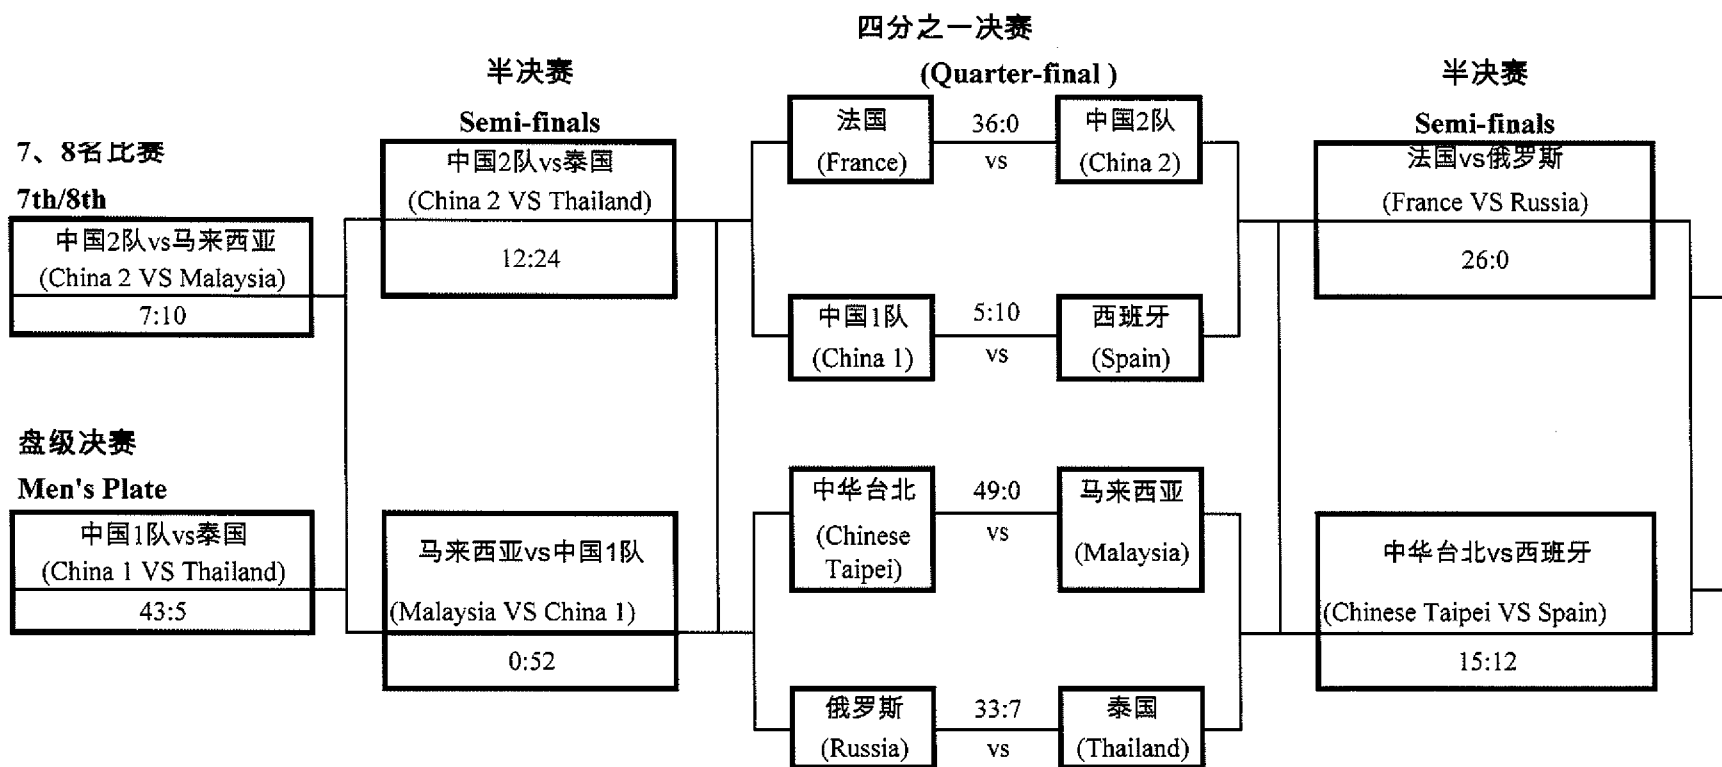 四分之一决赛
(Quarter-final )
半决赛
Semi-finals
半决赛
Semi-finals
7、8名比赛
7th/8th
中国2队vs马来西亚
(China 2 VS Malaysia)
7:10
盘级决赛
Men's Plate
中国1队vs泰国
(China 1 VS Thailand)
43:5
中国2队vs泰国
(China 2 VS Thailand)
12:24
马来西亚vs中国1队
(Malaysia VS China 1)
0:52
法国
(France)
36:0
vs
中国2队
(China 2)
中国1队
(China 1)
5:10
vs
西班牙
(Spain)
中华台北
(Chinese
Taipei)
49:0
vs
马来西亚
(Malaysia)
俄罗斯
(Russia)
33:7
vs
泰国
(Thailand)
法国vs俄罗斯
(France VS Russia)
26:0
中华台北vs西班牙
(Chinese Taipei VS Spain)
15:12